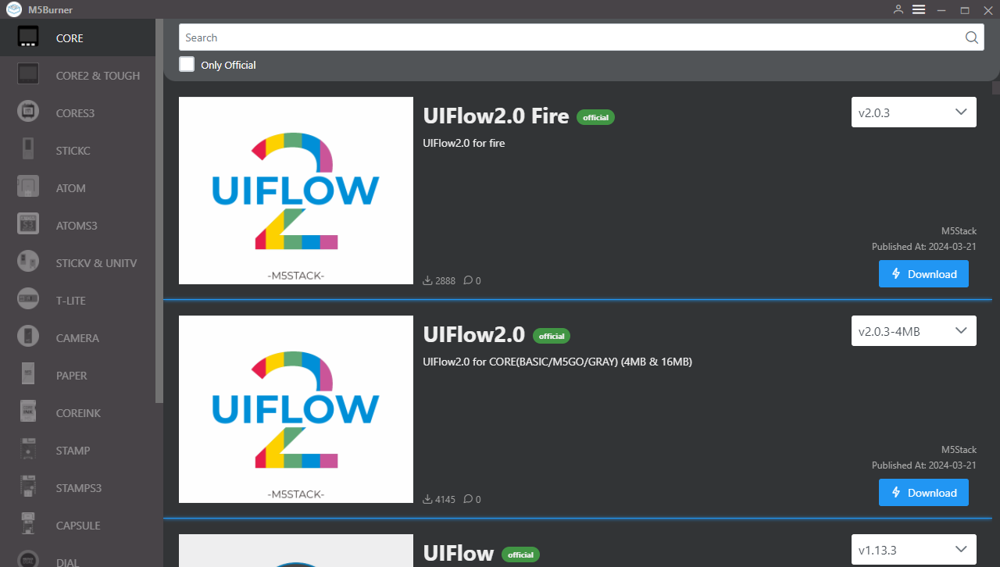 M5Burner
CORE
CORE2 & TOUGH
CORES3
STICKC
ATOM
ATOMS3
STICKV & UNITV
T-LITE
CAMERA
PAPER
COREINK
STAMP
STAMPS3
CAPSULE
DIAL
Search
Only Official
UIFLOW
-M5STACK-
UIFlow2.0 Fire official
UIFlow2.0 for fire
2888 0
v2.0.3
M5Stack
Published At: 2024-03-21
Download
UIFLOW
-M5STACK-
UIFlow2.0 official
UIFlow2.0 for CORE(BASIC/M5GO/GRAY) (4MB & 16MB)
4145 0
v2.0.3-4MB
M5Stack
Published At: 2024-03-21
Download
UIFlow official
v1.13.3